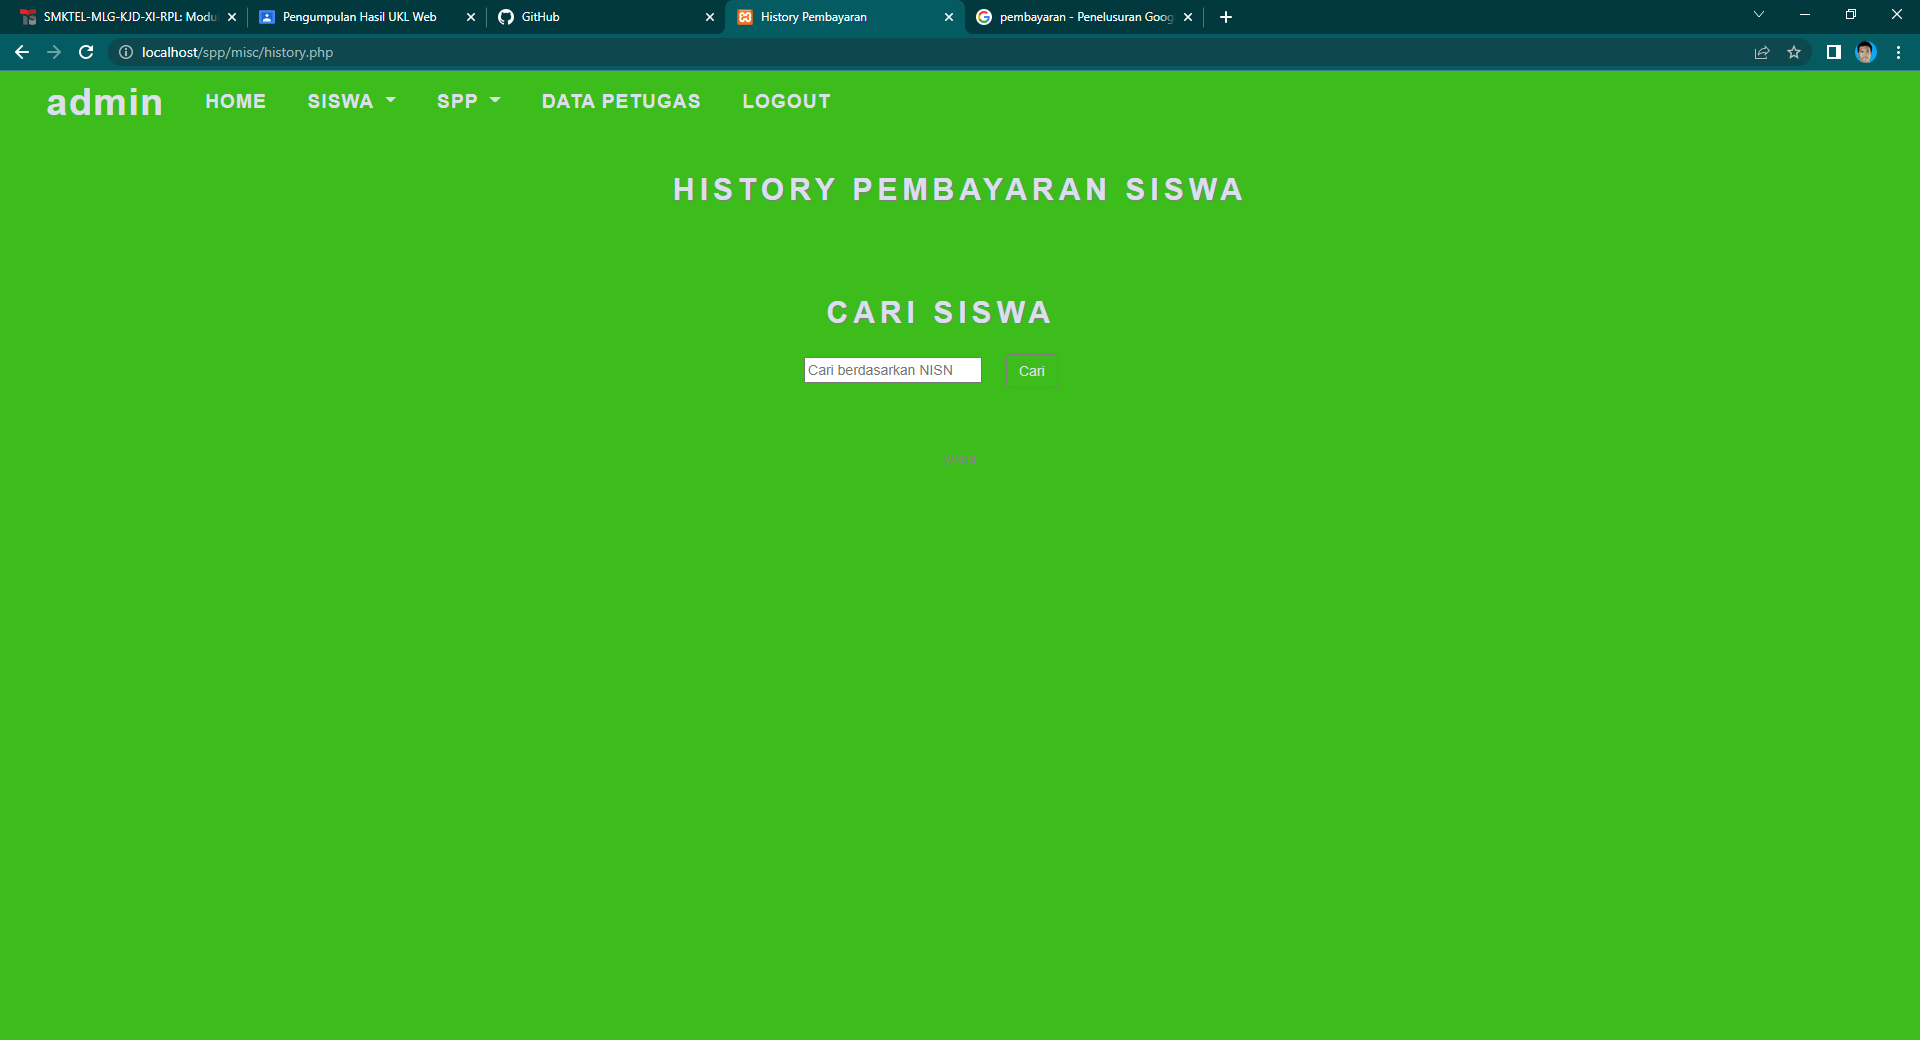 SMKTEL-MLG-KJD-XI-RPL: Modu
Pengumpulan Hasil UKL Web
GitHub
History Pembayaran
pembayaran - Penelusuran Goog
localhost/spp/misc/history.php
admin
HOME
SISWA
SPP
DATA PETUGAS
LOGOUT
HISTORY PEMBAYARAN SISWA
CARI SISWA
Cari berdasarkan NISN
Cari